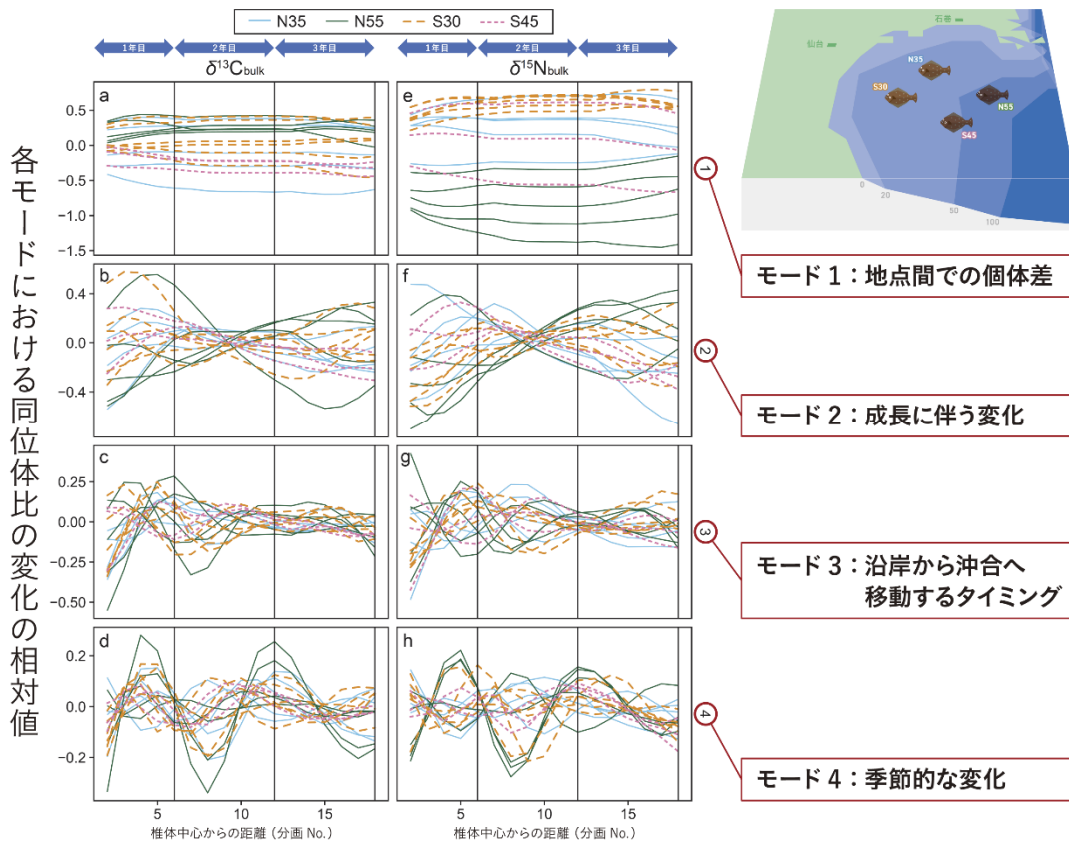 N35 N55 S30 S45
1年目 2年目 3年目 1年目 2年目 3年目
δ¹³Cbulk δ¹⁵Nbulk
各モードにおける同位体比の変化の相対値
a
0.5
0.0
−0.5
−1.0
−1.5
e
b
0.4
0.0
−0.4
f
c
0.25
0.00
−0.25
−0.50
g
d
0.2
0.0
−0.2
h
5 10 15 5 10 15
椎体中心からの距離（分画 No.） 椎体中心からの距離（分画 No.）
石巻
仙台
N35
S30
N55
S45
0
20
50
100
1
モード 1：地点間での個体差
2
モード 2：成長に伴う変化
3
モード 3：沿岸から沖合へ
移動するタイミング
4
モード 4：季節的な変化